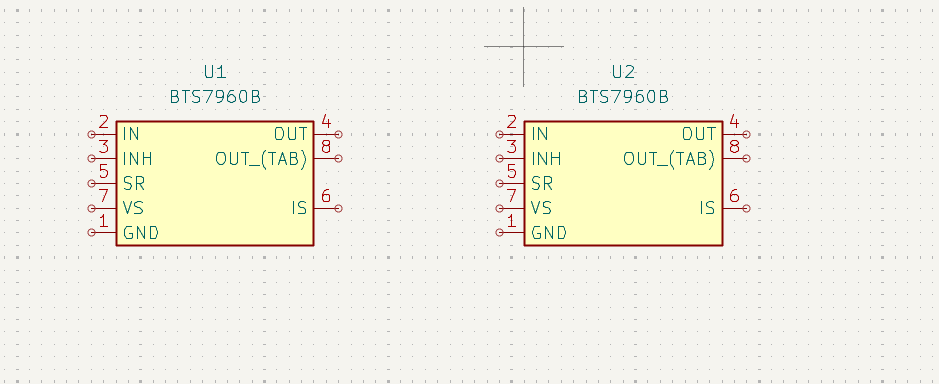 U1
BTS7960B
2 IN OUT 4
3 INH OUT_(TAB) 8
5 SR
7 VS IS 6
1 GND
U2
BTS7960B
2 IN OUT 4
3 INH OUT_(TAB) 8
5 SR
7 VS IS 6
1 GND